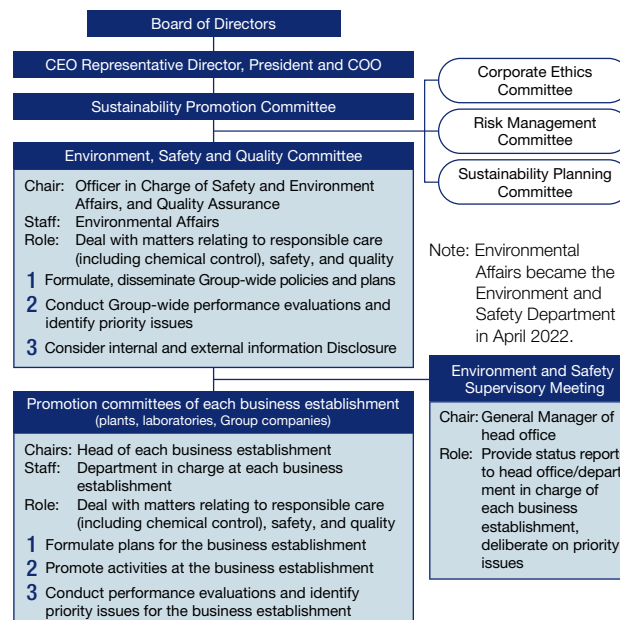 Board of Directors
CEO Representative Director, President and COO
Sustainability Promotion Committee
Corporate Ethics
Committee
Risk Management
Committee
Sustainability Planning
Committee
Environment, Safety and Quality Committee
Chair: Officer in Charge of Safety and Environment
Affairs, and Quality Assurance
Staff: Environmental Affairs
Role: Deal with matters relating to responsible care
(including chemical control), safety, and quality
1 Formulate, disseminate Group-wide policies and plans
2 Conduct Group-wide performance evaluations and
identify priority issues
3 Consider internal and external information Disclosure
Note: Environmental
Affairs became the
Environment and
Safety Department
in April 2022.
Environment and Safety
Supervisory Meeting
Chair: General Manager of
head office
Role: Provide status report
to head office/depart
ment in charge of
each business
establishment,
deliberate on priority
issues
Promotion committees of each business establishment
(plants, laboratories, Group companies)
Chairs: Head of each business establishment
Staff: Department in charge at each business
establishment
Role: Deal with matters relating to responsible care
(including chemical control), safety, and quality
1 Formulate plans for the business establishment
2 Promote activities at the business establishment
3 Conduct performance evaluations and identify
priority issues for the business establishment